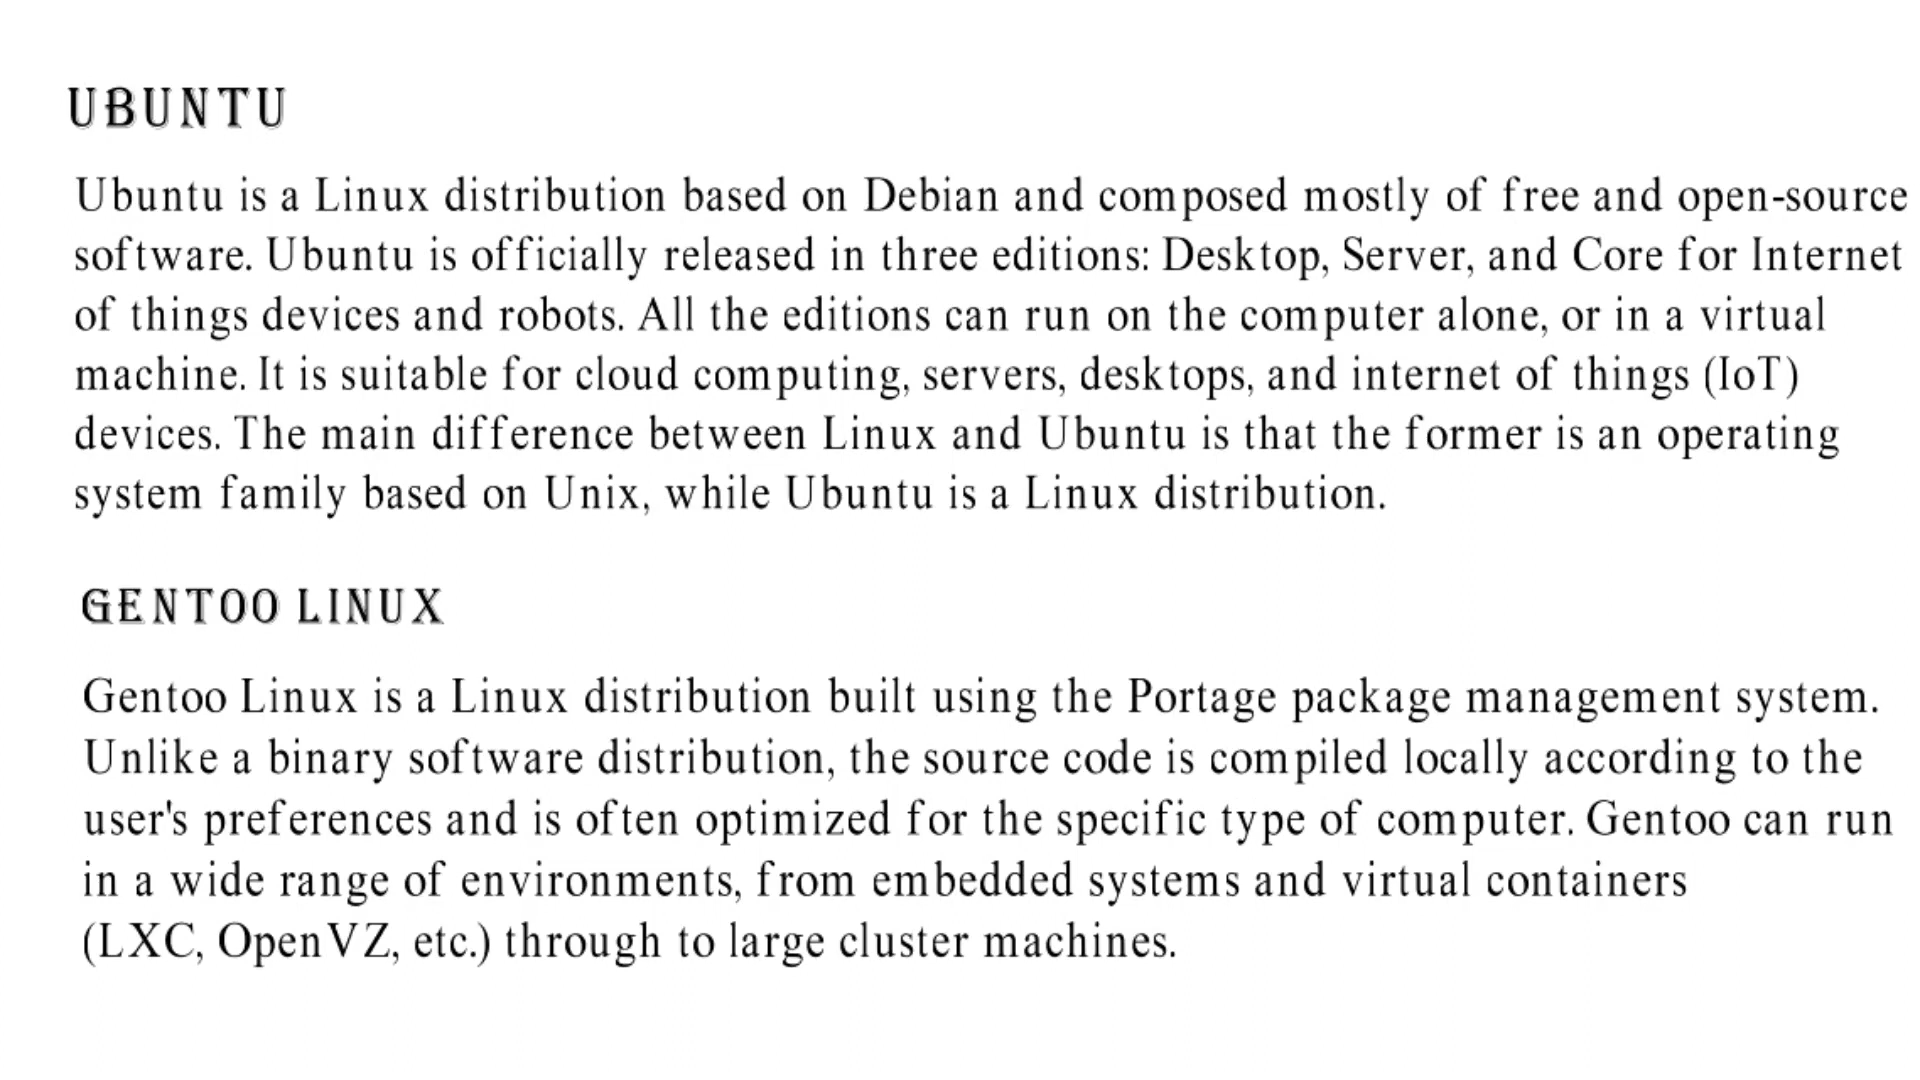 UBUNTU
Ubuntu is a Linux distribution based on Debian and composed mostly of free and open-source
software. Ubuntu is officially released in three editions: Desktop, Server, and Core for Internet
of things devices and robots. All the editions can run on the computer alone, or in a virtual
machine. It is suitable for cloud computing, servers, desktops, and internet of things (IoT)
devices. The main difference between Linux and Ubuntu is that the former is an operating
system family based on Unix, while Ubuntu is a Linux distribution.
GENTOO LINUX
Gentoo Linux is a Linux distribution built using the Portage package management system.
Unlike a binary software distribution, the source code is compiled locally according to the
user's preferences and is often optimized for the specific type of computer. Gentoo can run
in a wide range of environments, from embedded systems and virtual containers
(LXC, OpenVZ, etc.) through to large cluster machines.